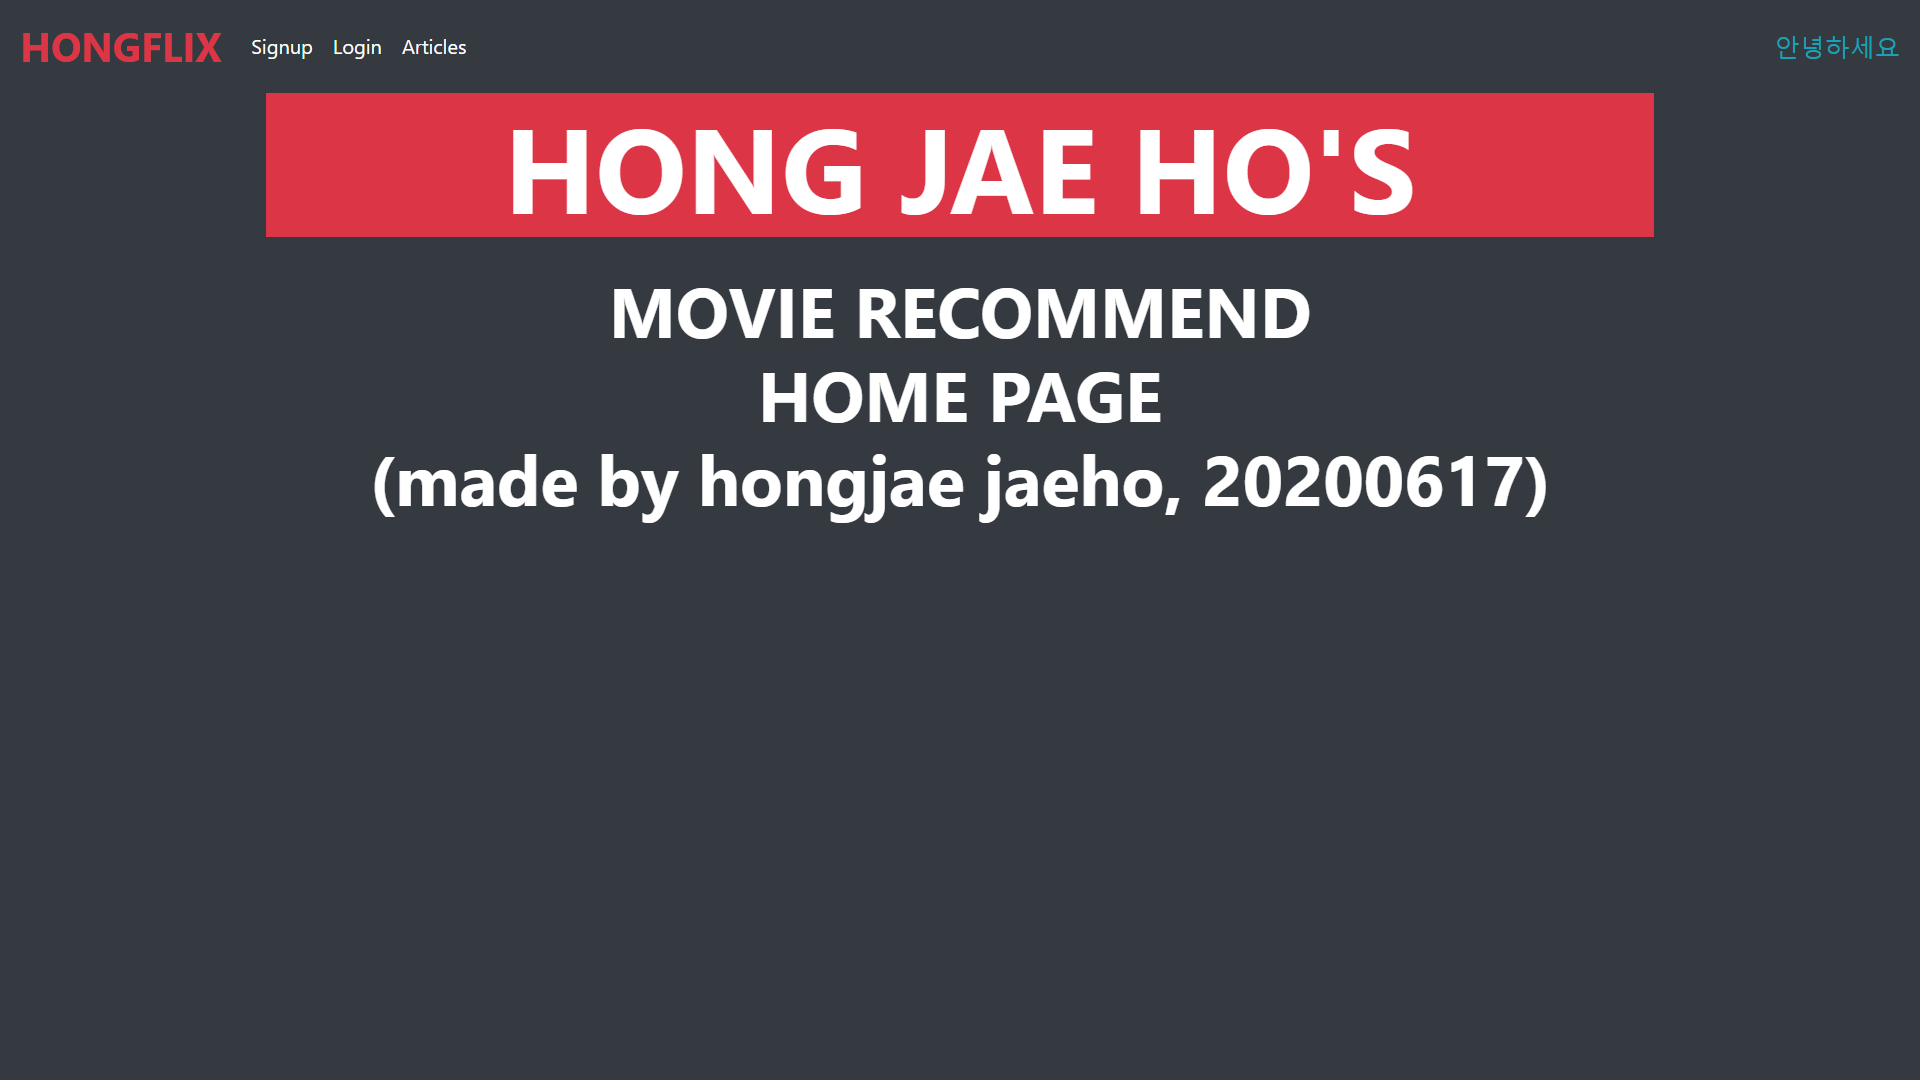 HONGFLIX Signup Login Articles 안녕하세요
HONG JAE HO'S
MOVIE RECOMMEND
HOME PAGE
(made by hongjae jaeho, 20200617)